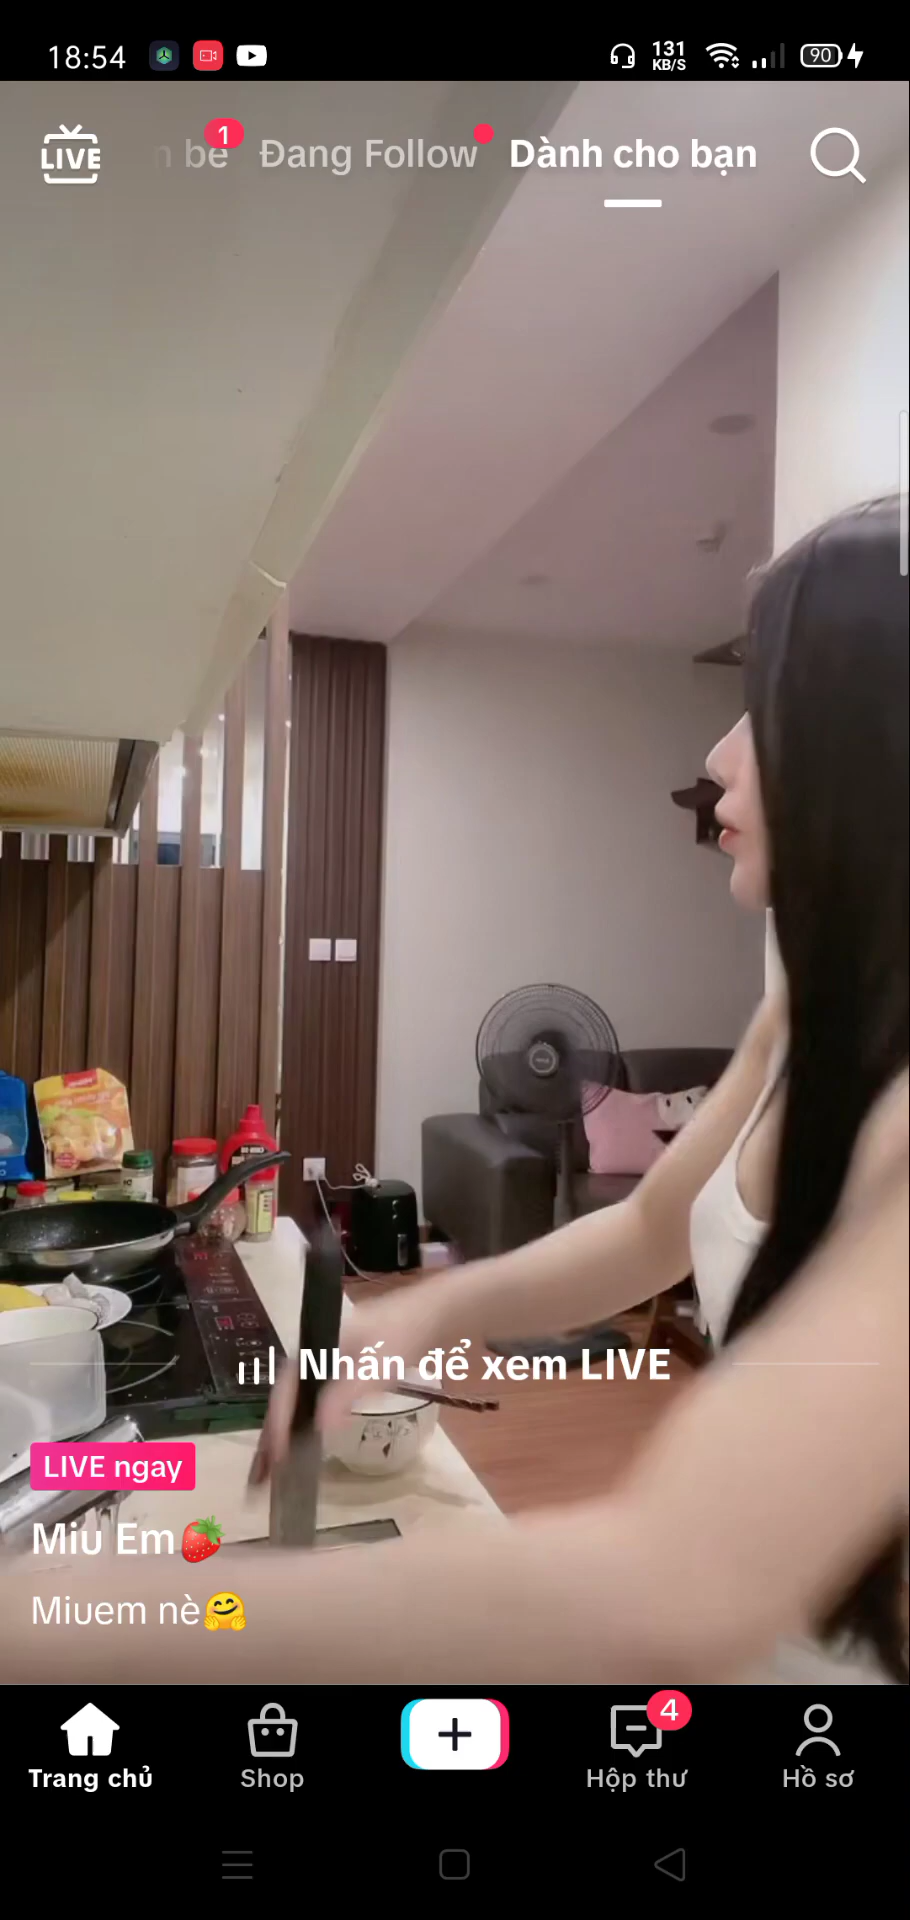 18:54
131
KB/S
90
LIVE
n bè
1
Đang Follow
Dành cho bạn
Nhấn để xem LIVE
LIVE ngay
Miu Em🍓
Miuem nè🤗
Trang chủ
Shop
4
Hộp thư
Hồ sơ